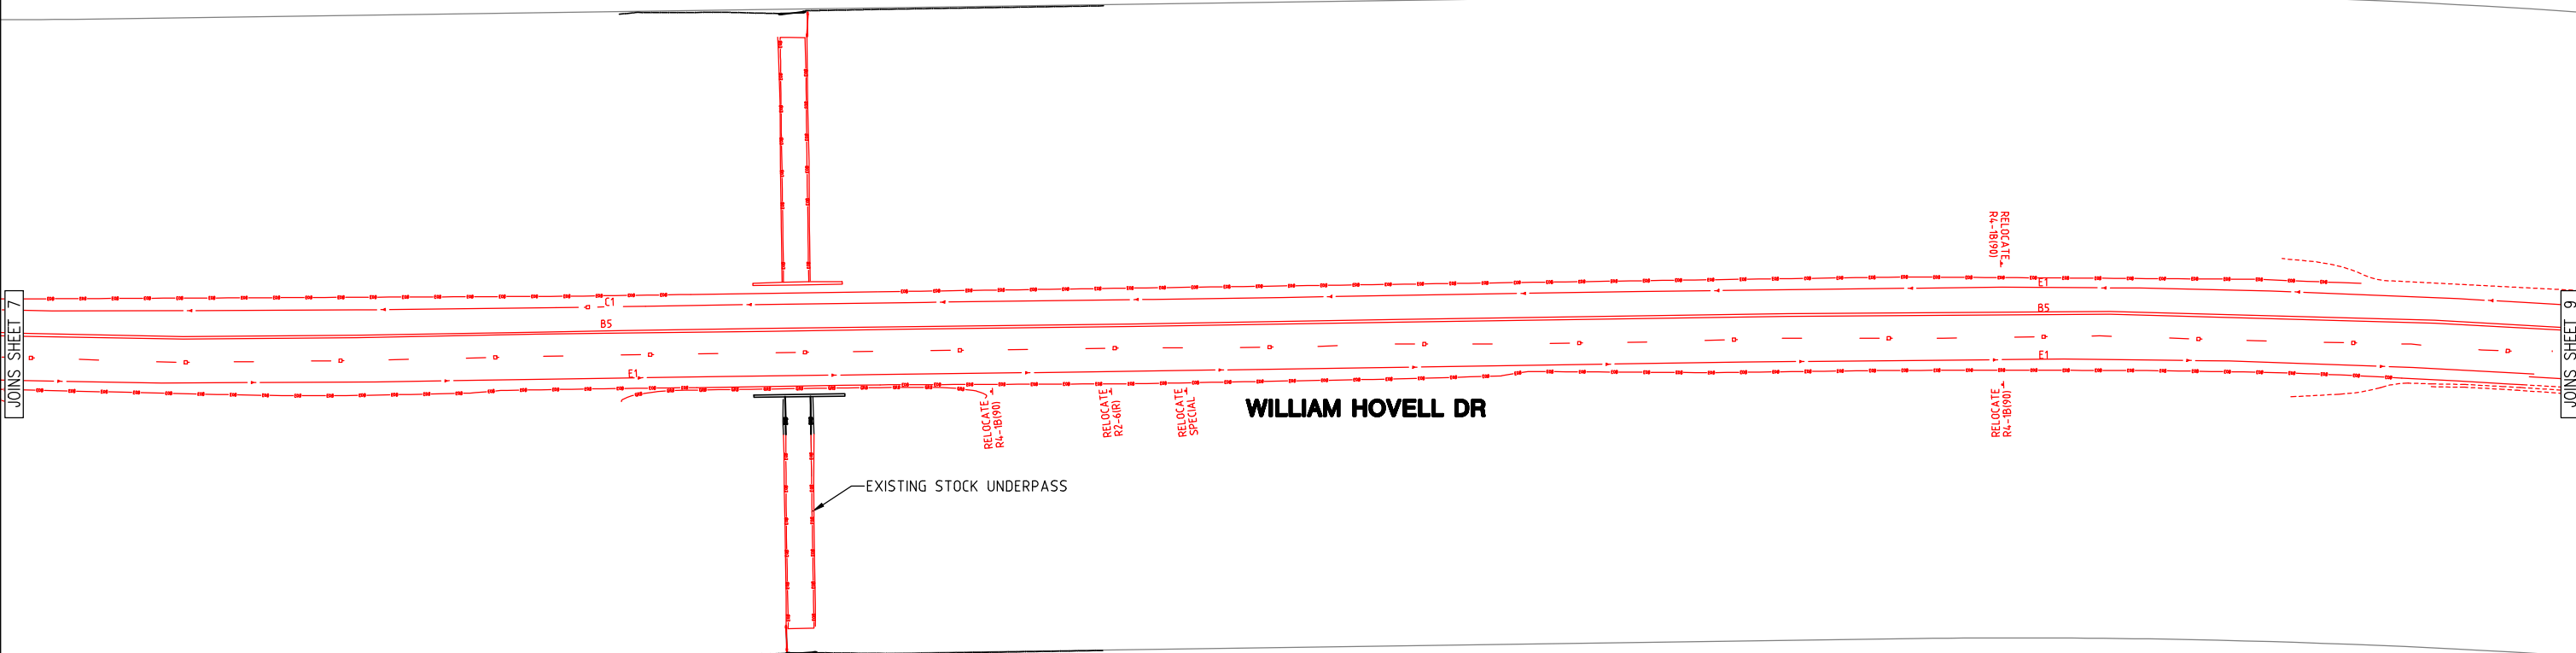 JOINS SHEET 7
C1
B5
E1
RELOCATE
R4-1B(90)
RELOCATE
R2-6(R)
RELOCATE
SPECIAL
WILLIAM HOVELL DR
EXISTING STOCK UNDERPASS
RELOCATE
R4-1B(90)
E1
B5
E1
RELOCATE
R4-1B(90)
JOINS SHEET 9